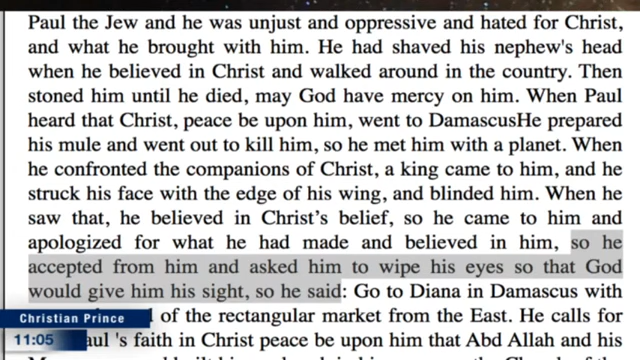 Paul the Jew and he was unjust and oppressive and hated for Christ,
and what he brought with him. He had shaved his nephew's head
when he believed in Christ and walked around in the country. Then
stoned him until he died, may God have mercy on him. When Paul
heard that Christ, peace be upon him, went to DamascusHe prepared
his mule and went out to kill him, so he met him with a planet. When
he confronted the companions of Christ, a king came to him, and he
struck his face with the edge of his wing, and blinded him. When he
saw that, he believed in Christ's belief, so he came to him and
apologized for what he had made and believed in him, so he
accepted from him and asked him to wipe his eyes so that God
would give him his sight, so he said: Go to Diana in Damascus with
of the rectangular market from the East. He calls for
's faith in Christ peace be upon him that Abd Allah and his
Christian Prince
11:05